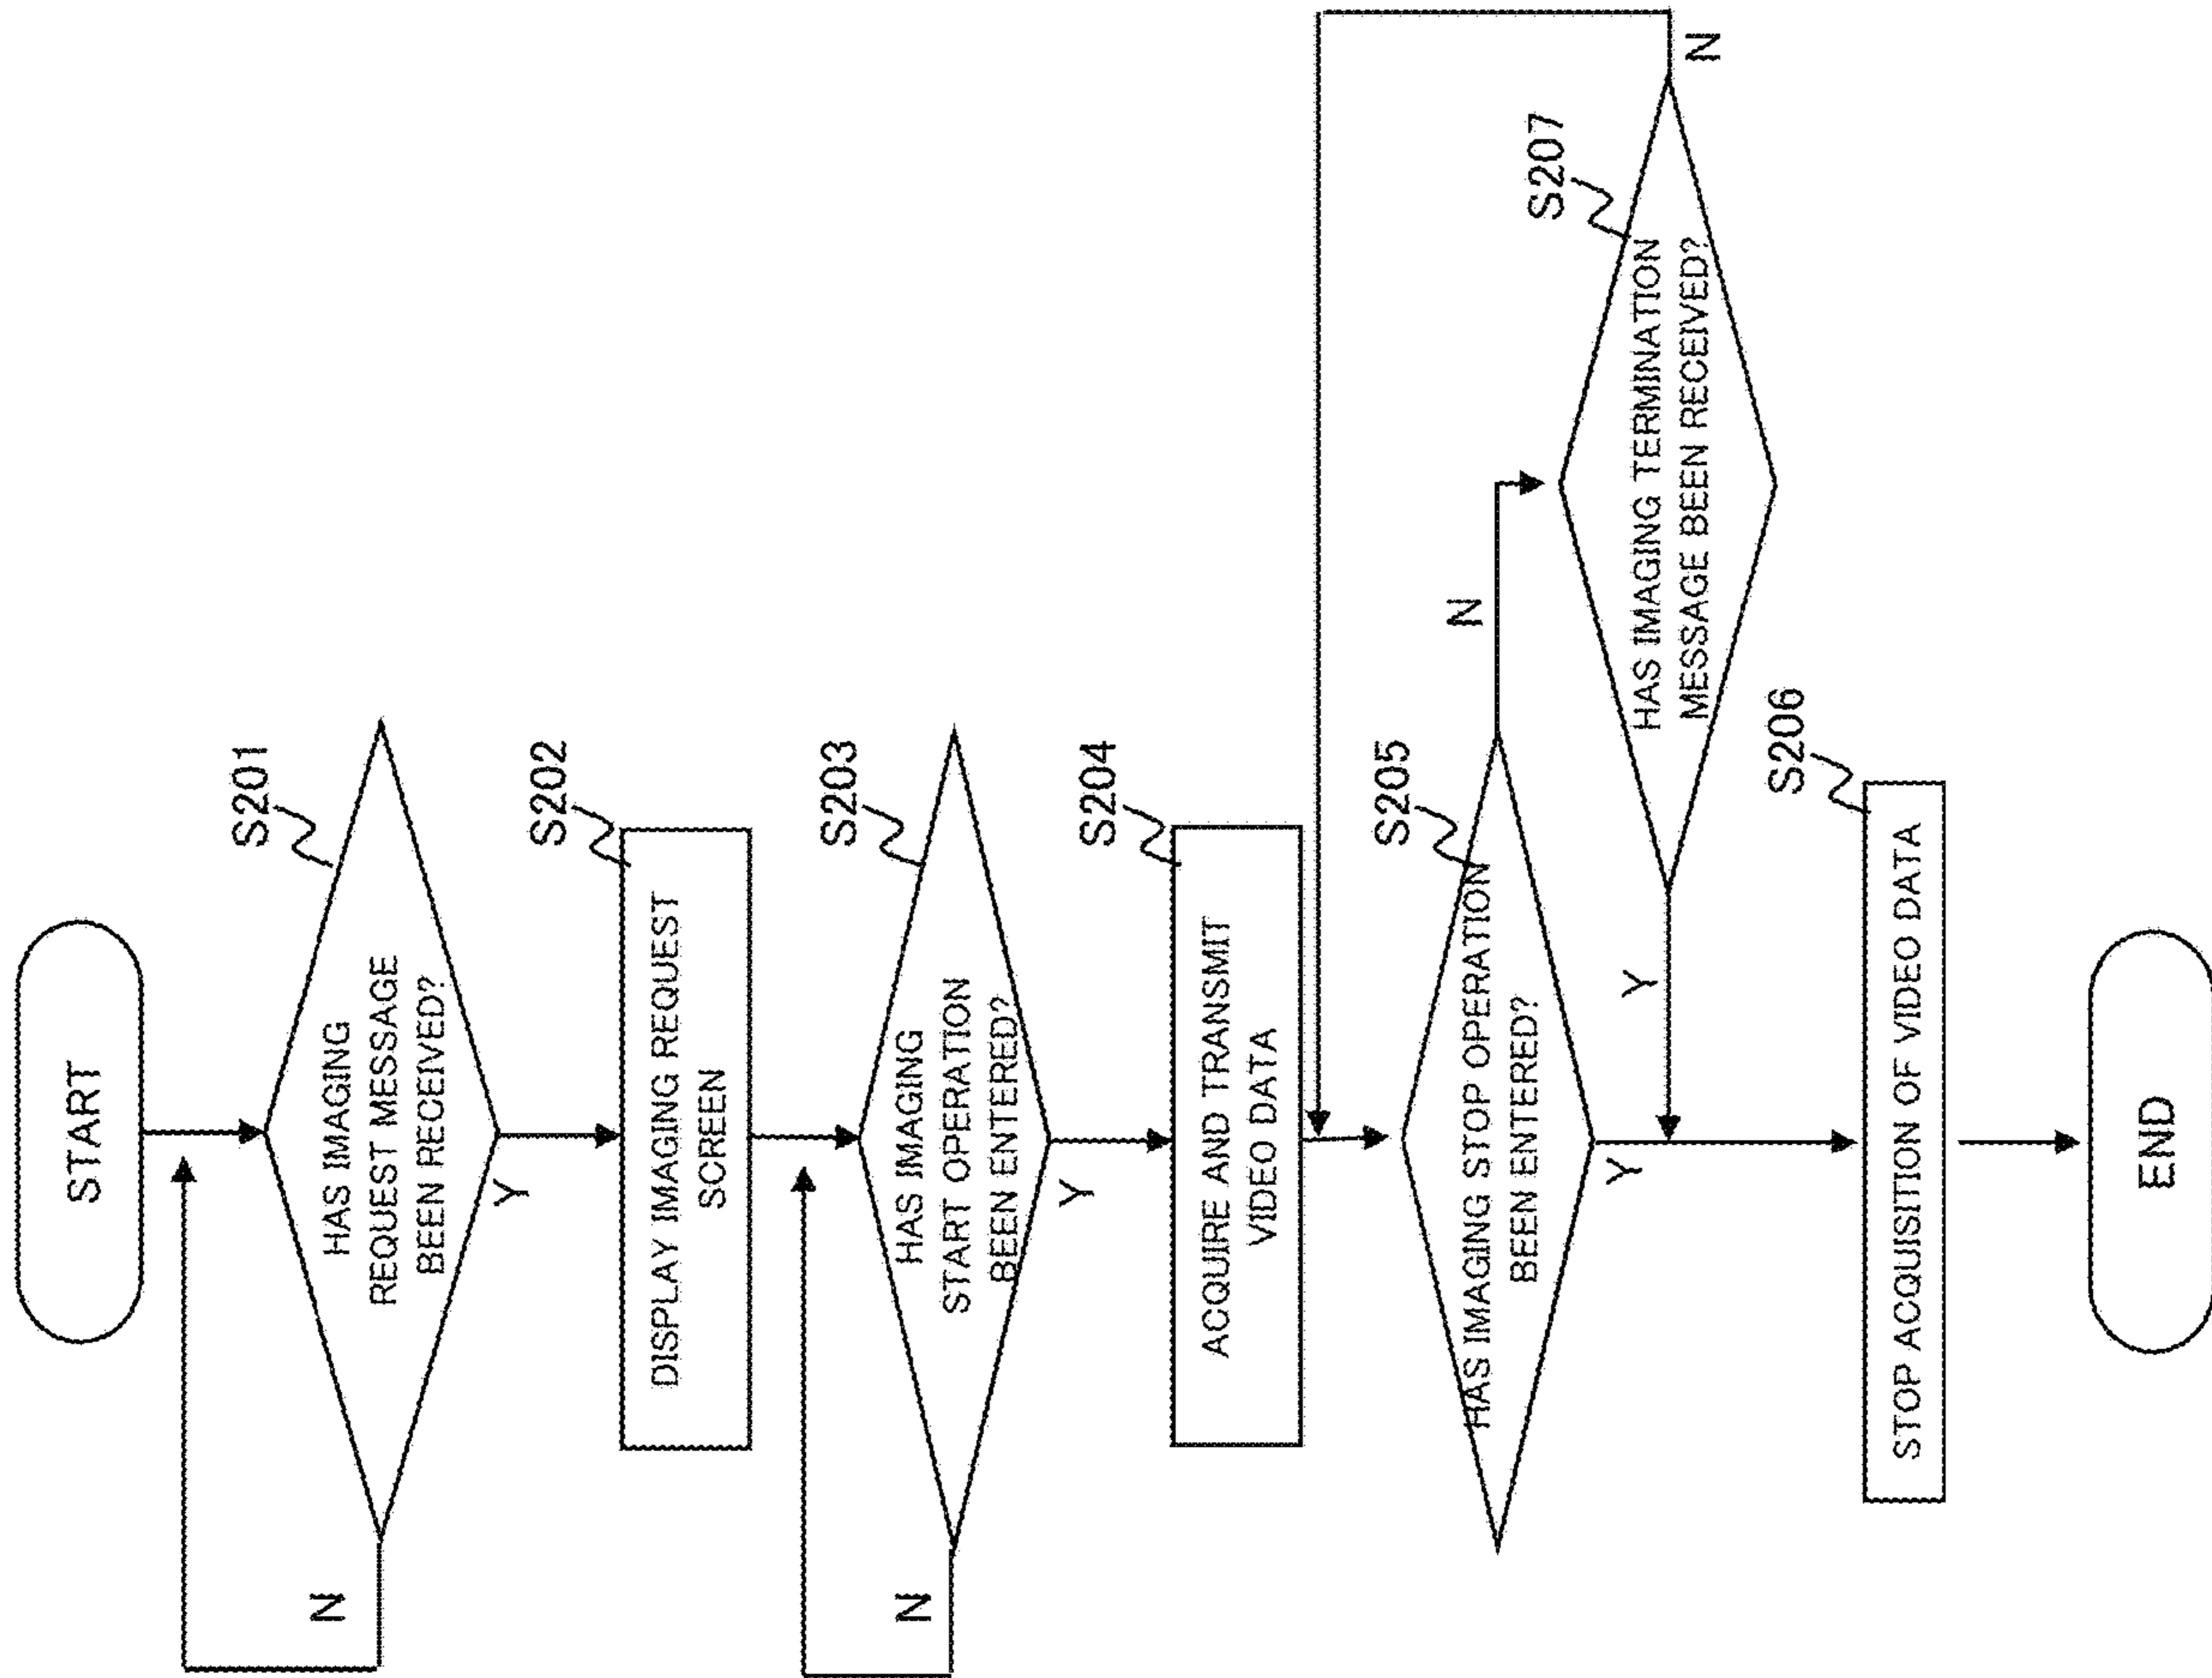 START
S201
HAS IMAGING
REQUEST MESSAGE
BEEN RECEIVED?
N
Y
S202
DISPLAY IMAGING REQUEST
SCREEN
S203
HAS IMAGING
START OPERATION
BEEN ENTERED?
N
Y
S204
ACQUIRE AND TRANSMIT
VIDEO DATA
S205
HAS IMAGING STOP OPERATION
BEEN ENTERED?
N
Y
S207
HAS IMAGING TERMINATION
MESSAGE BEEN RECEIVED?
N
Y
S206
STOP ACQUISITION OF VIDEO DATA
END